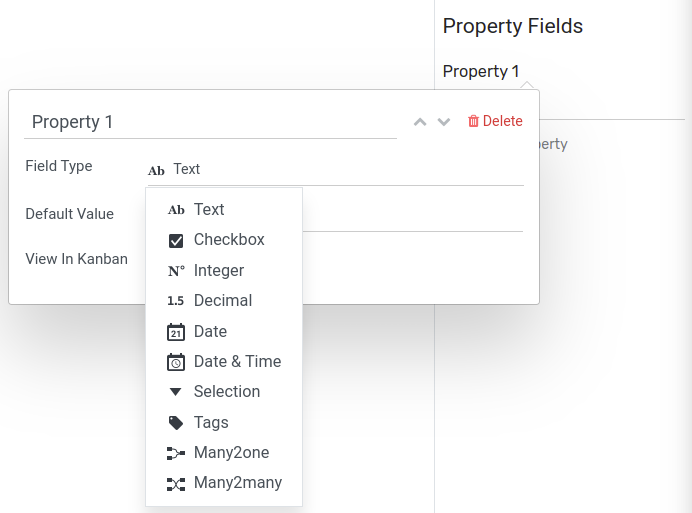 Property Fields
Property 1
Property 1
Delete
perty
Field Type
Ab Text
Default Value
View In Kanban
Ab Text
Checkbox
N° Integer
1.5 Decimal
21 Date
Date & Time
Selection
Tags
Many2one
Many2many